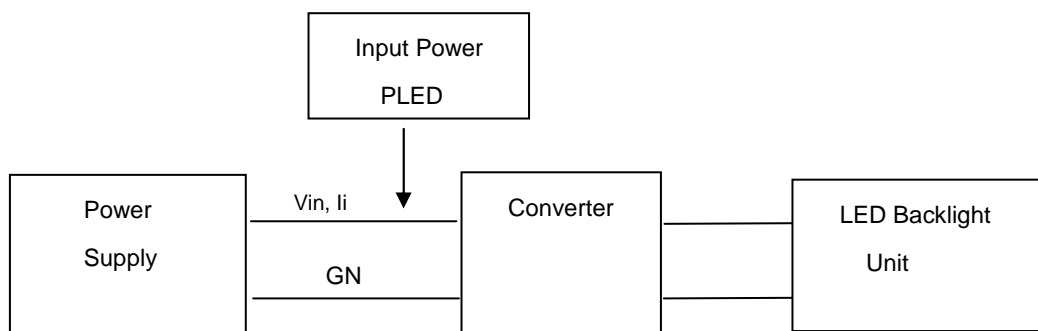 Input Power
PLED
Power
Supply
Vin, Ii
GN
Converter
LED Backlight
Unit